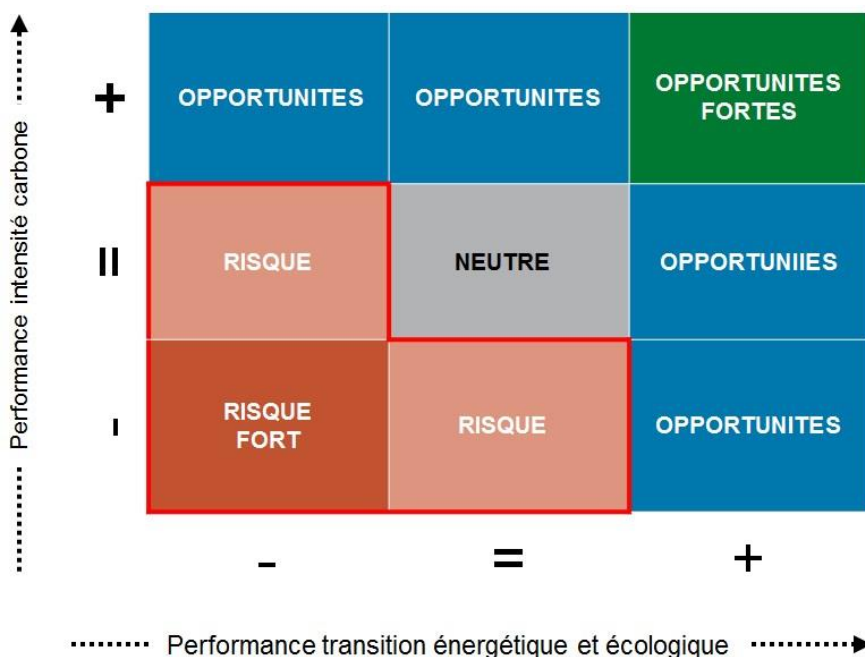 Performance intensité carbone
+
OPPORTUNITES
OPPORTUNITES
OPPORTUNITES
FORTES
=
RISQUE
NEUTRE
OPPORTUNIIES
-
RISQUE
FORT
RISQUE
OPPORTUNITES
-
=
+
Performance transition énergétique et écologique